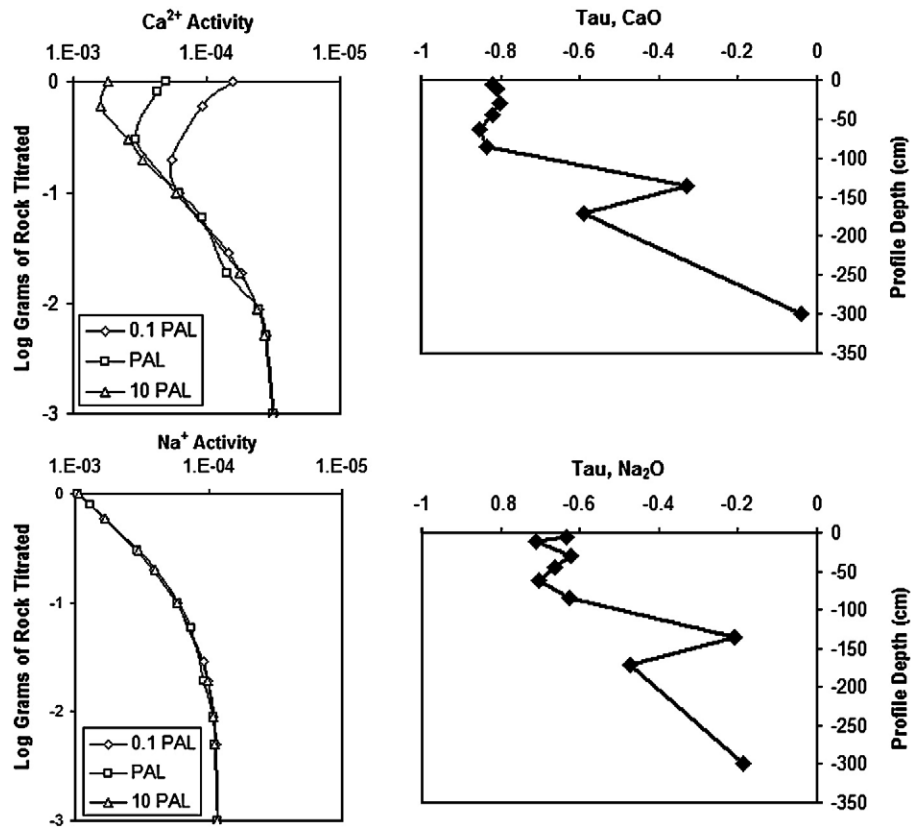 Ca2+ Activity
1.E-03 1.E-04 1.E-05
Log Grams of Rock Titrated
0
-1
-2
-3
0.1 PAL
PAL
10 PAL
Tau, CaO
-1 -0.8 -0.6 -0.4 -0.2 0
0
-50
-100
-150
-200
-250
-300
-350
Profile Depth (cm)
Na+ Activity
1.E-03 1.E-04 1.E-05
Log Grams of Rock Titrated
0
-1
-2
-3
0.1 PAL
PAL
10 PAL
Tau, Na2O
-1 0.8 -0.6 -0.4 -0.2 0
0
-50
-100
-150
-200
-250
-300
-350
Profile Depth (cm)